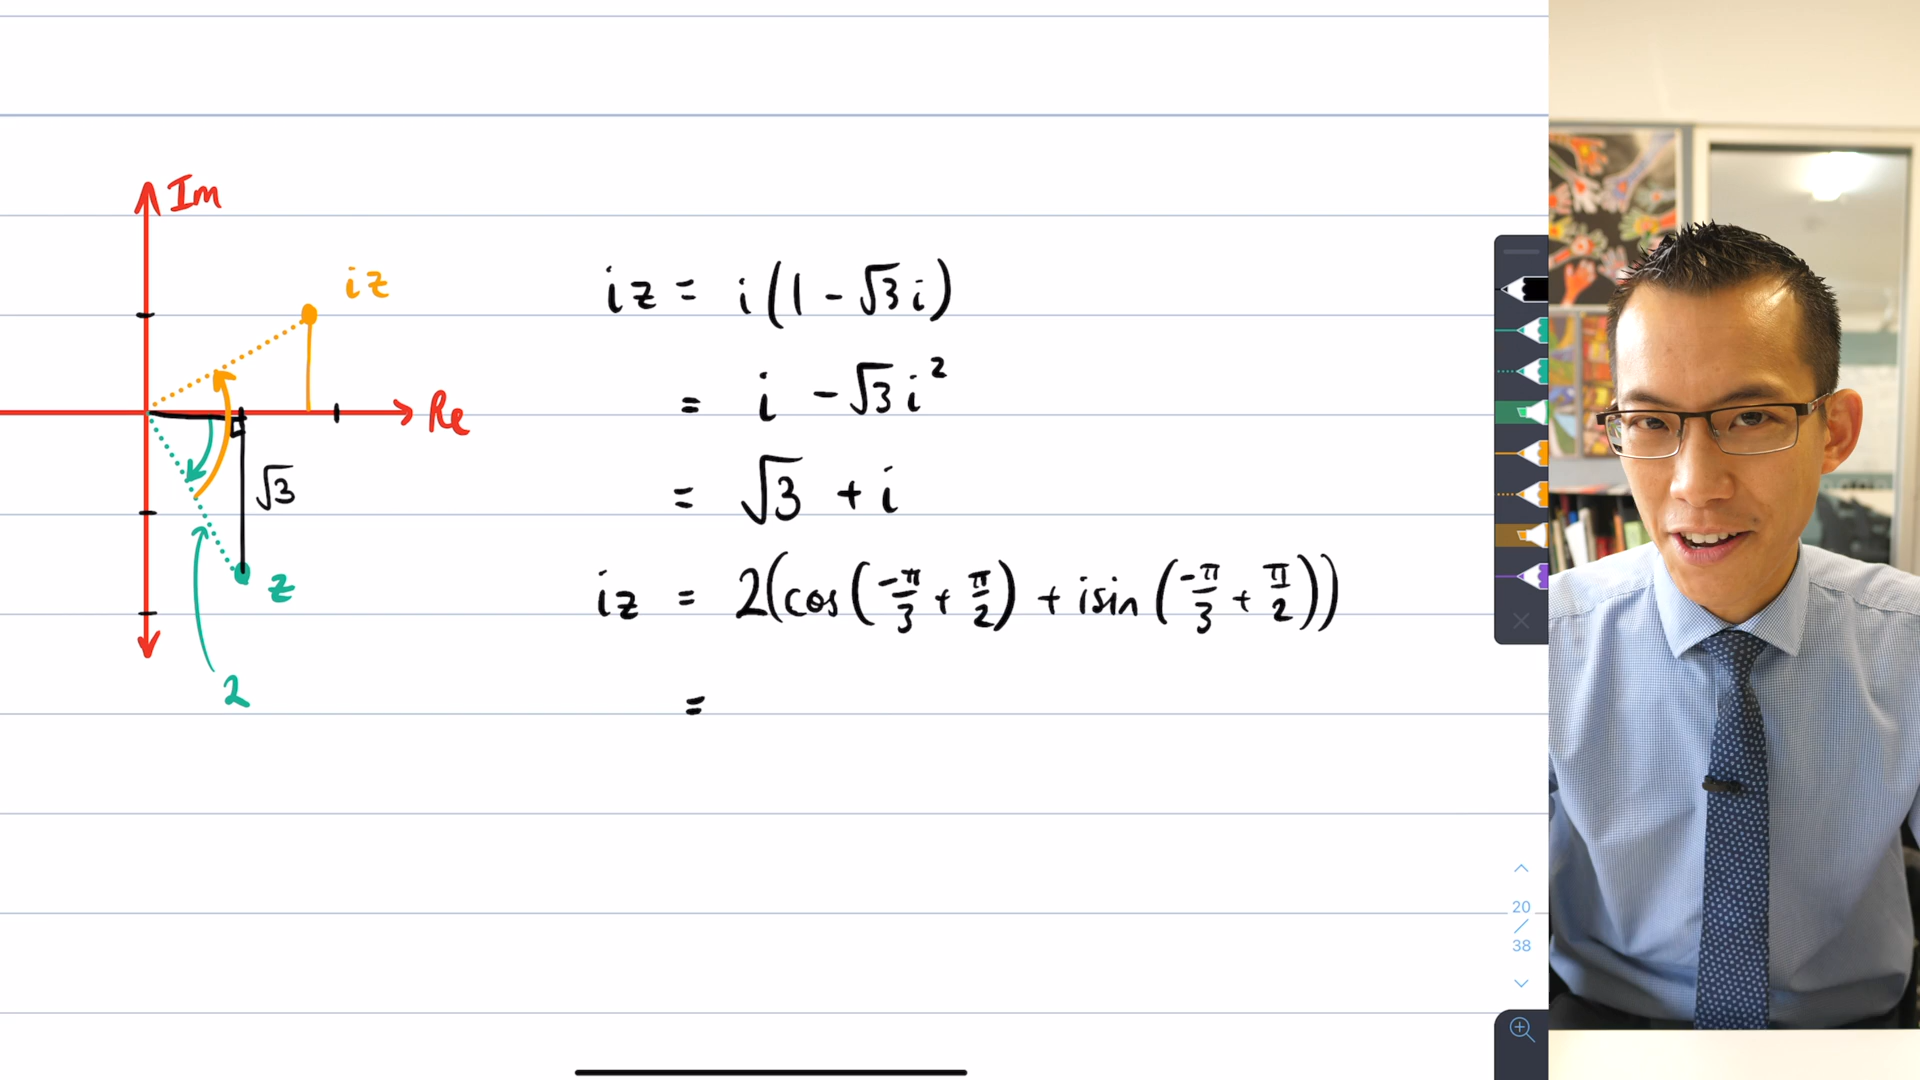 Im
iz
Re
√3
z
2
iz = i(1 - √3 i)
= i - √3 i²
= √3 + i
iz = 2(cos(-π/3 + π/2) + isin(-π/3 + π/2))
=
20
/
38